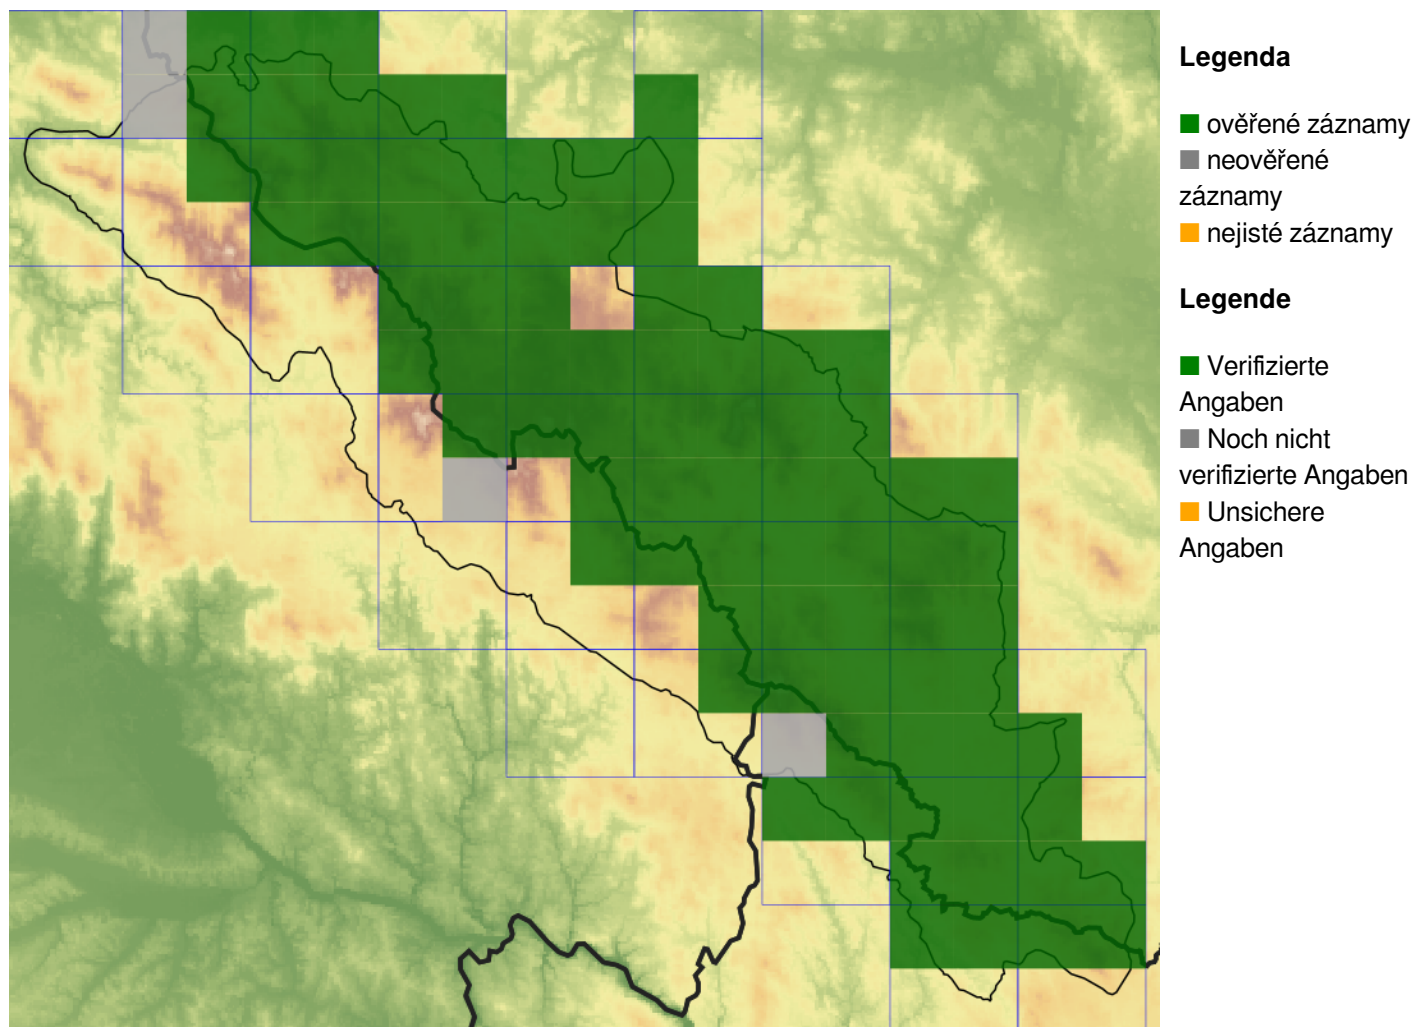 Legenda
ověřené záznamy
neověřené
záznamy
nejisté záznamy
Legende
Verifizierte
Angaben
Noch nicht
verifizierte Angaben
Unsichere
Angaben